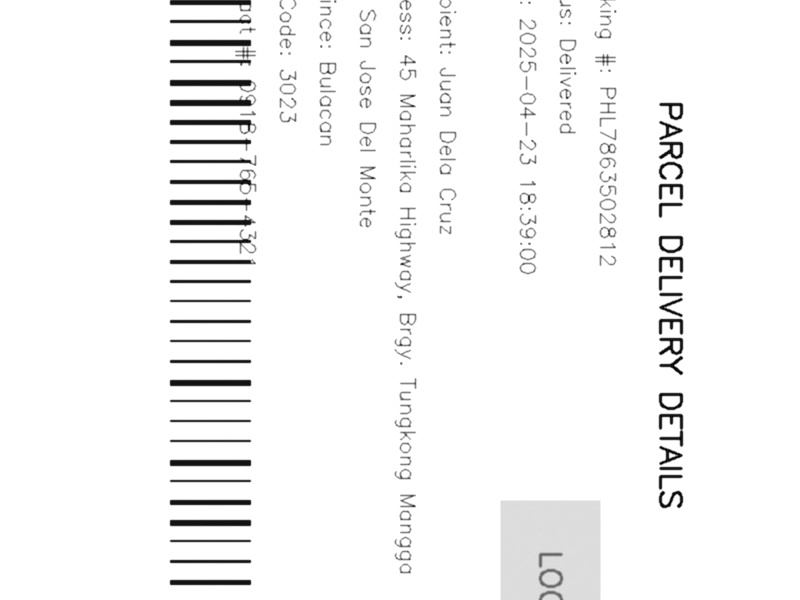 PARCEL DELIVERY DETAILS
king #: PHL7863502812
us: Delivered
: 2025-04-23 18:39:00
LOC
pient: Juan Dela Cruz
ess: 45 Maharlika Highway, Brgy. Tungkong Mangga
San Jose Del Monte
ince: Bulacan
Code: 3023
act #: 0918-765-4321